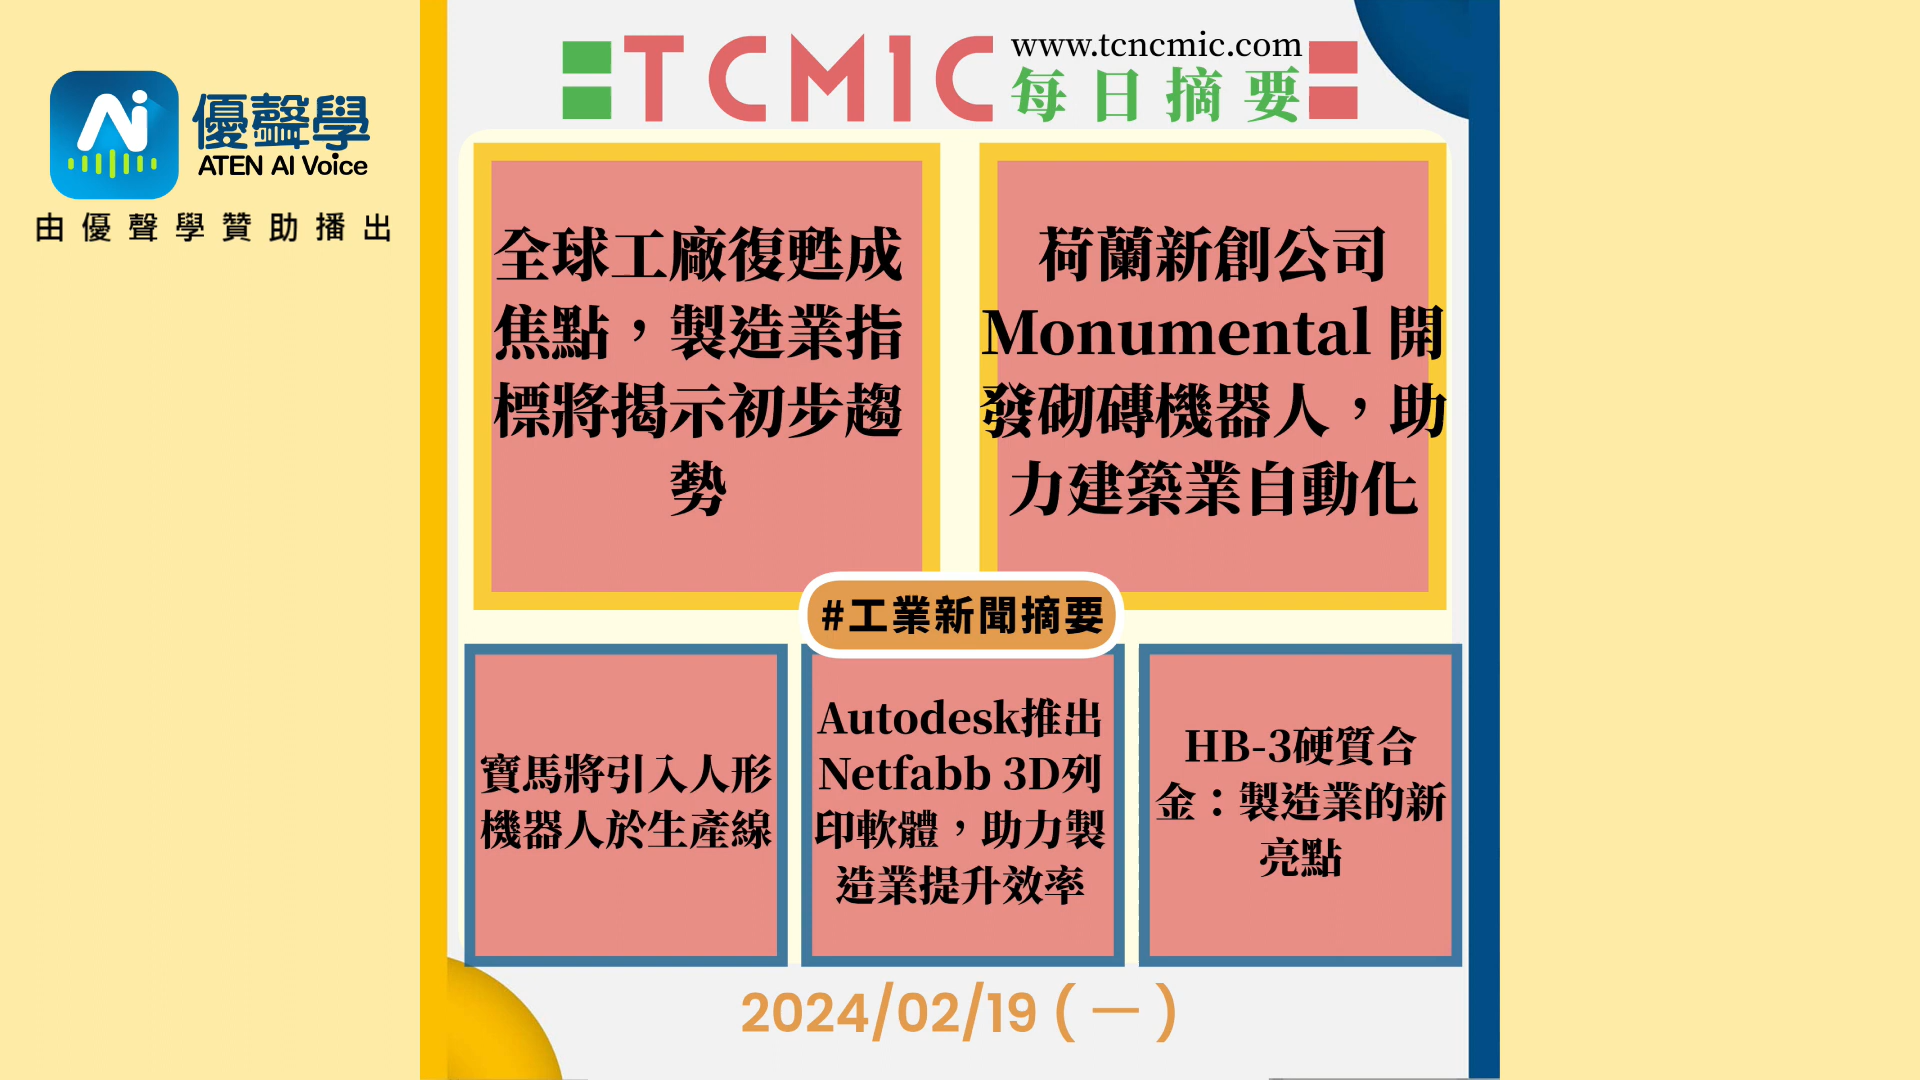 Ai
優聲學
ATEN AI Voice
由優聲學贊助播出
TCMIC
www.tcncmic.com
每日摘要
全球工廠復甦成
焦點，製造業指
標將揭示初步趨
勢
荷蘭新創公司
Monumental 開
發砌磚機器人，助
力建築業自動化
#工業新聞摘要
寶馬將引入人形
機器人於生產線
Autodesk推出
Netfabb 3D列
印軟體，助力製
造業提升效率
HB-3硬質合
金：製造業的新
亮點
2024/02/19 ( 一 )